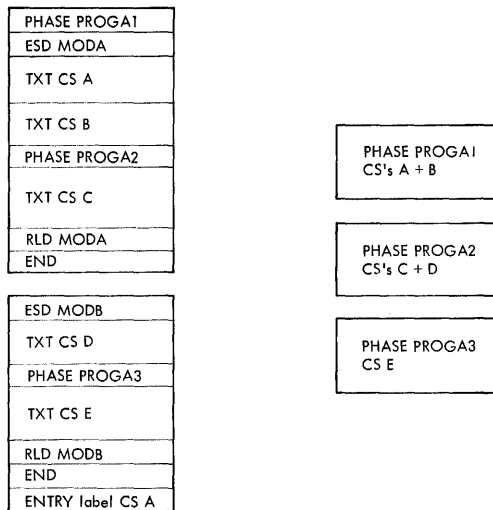 PHASE PROGA1
ESD MODA
TXT CS A
TXT CS B
PHASE PROGA2
TXT CS C
RLD MODA
END
ESD MODB
TXT CS D
PHASE PROGA3
TXT CS E
RLD MODB
END
ENTRY label CS A
PHASE PROGA1
CS's A + B
PHASE PROGA2
CS's C + D
PHASE PROGA3
CS E